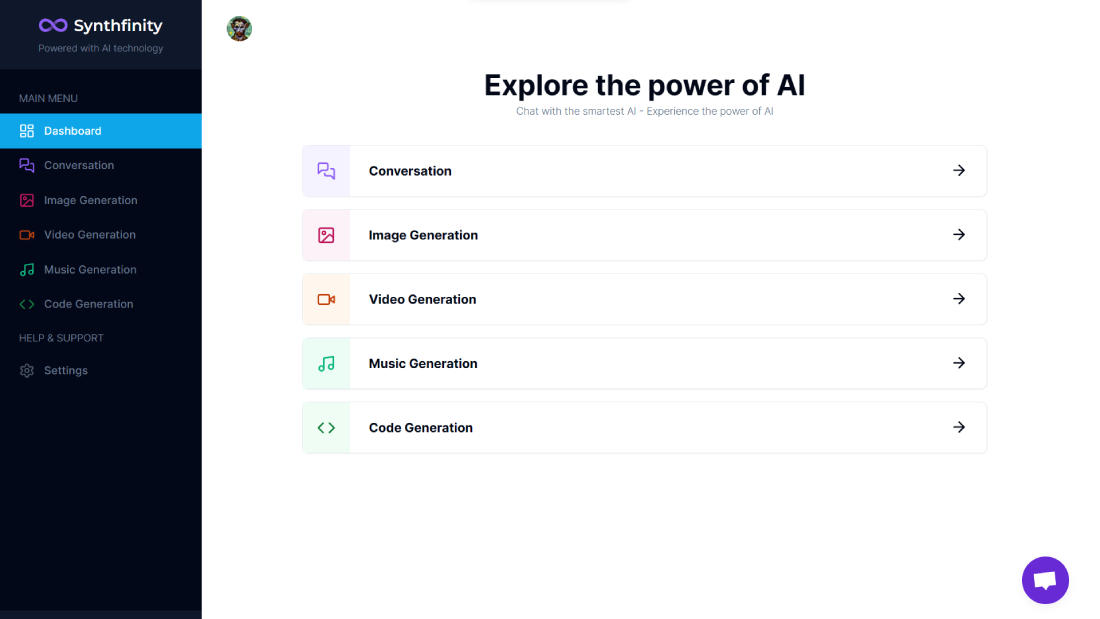 Synthfinity
Powered with AI technology
MAIN MENU
Dashboard
Conversation
Image Generation
Video Generation
Music Generation
Code Generation
HELP & SUPPORT
Settings
Explore the power of AI
Chat with the smartest AI - Experience the power of AI
Conversation
Image Generation
Video Generation
Music Generation
Code Generation